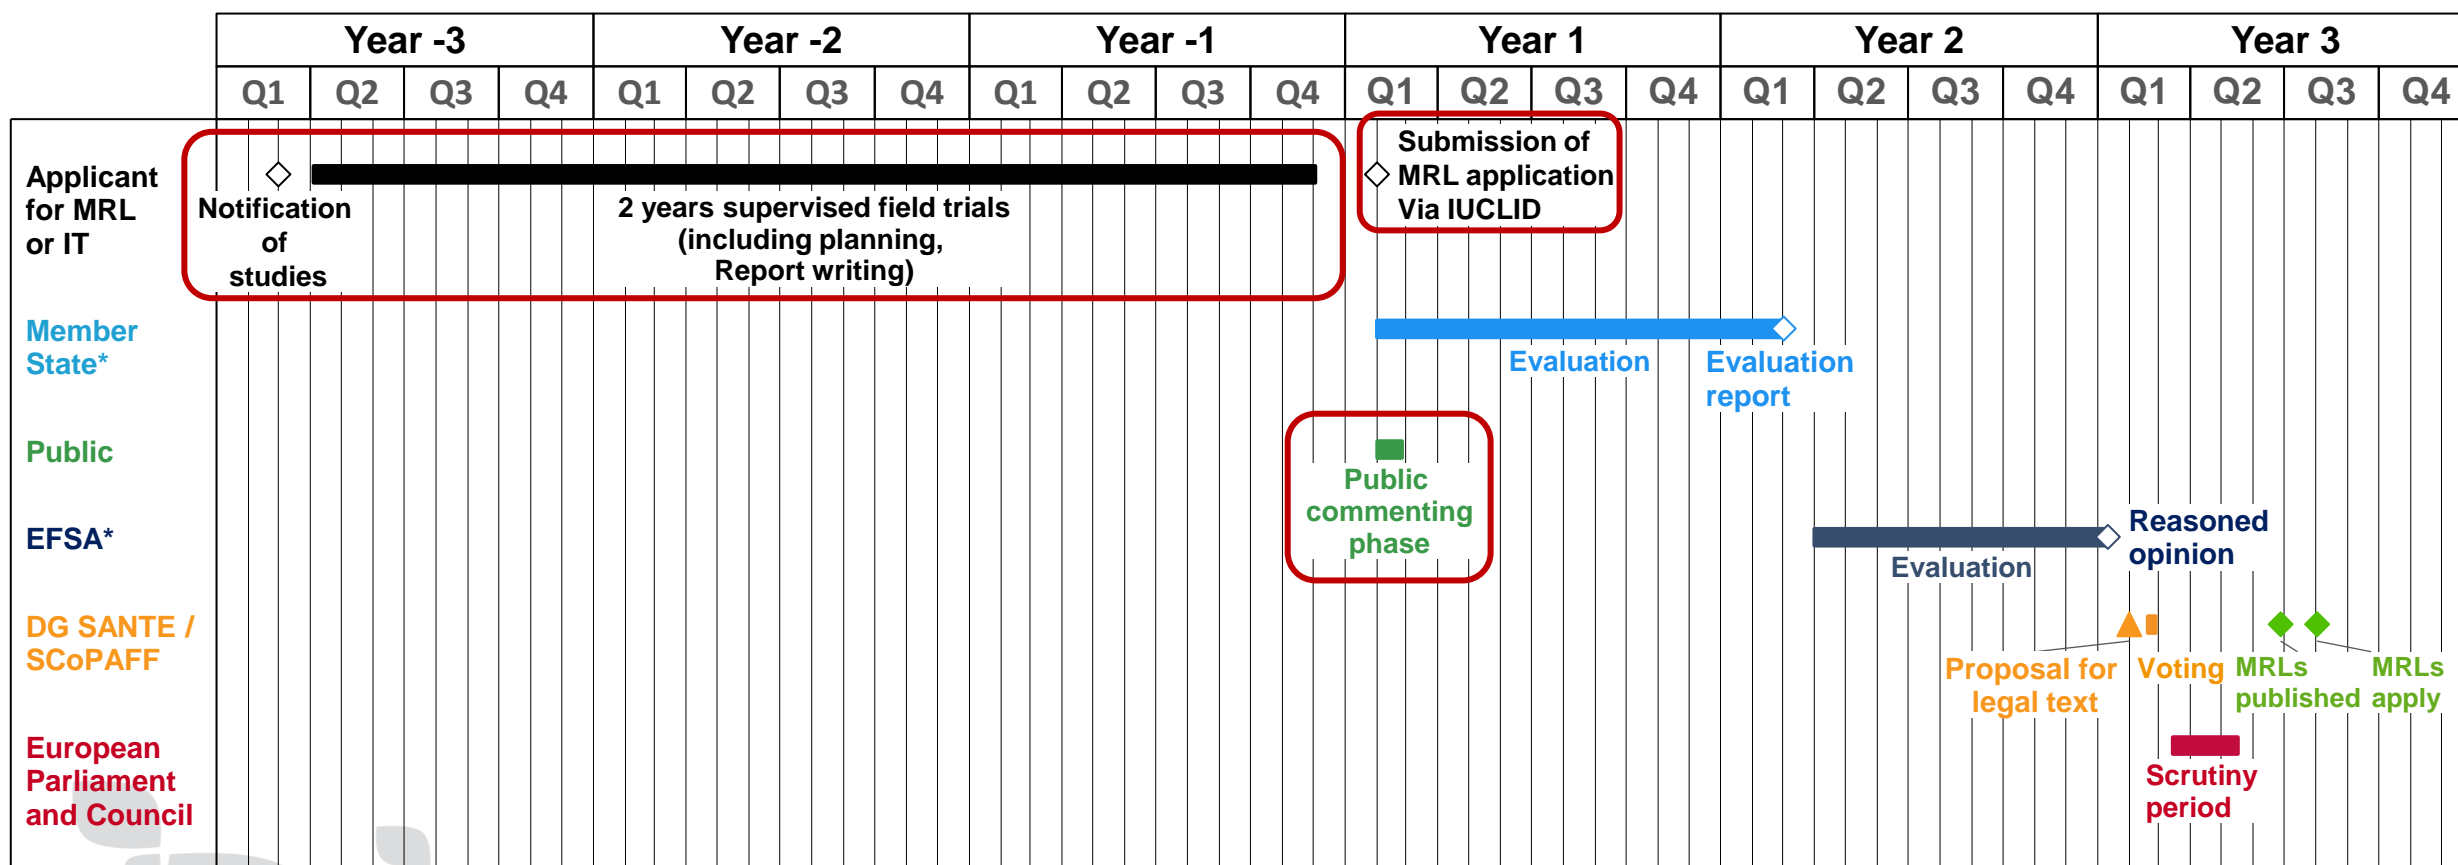 Year -3 Year -2 Year -1 Year 1 Year 2 Year 3
Q1 Q2 Q3 Q4 Q1 Q2 Q3 Q4 Q1 Q2 Q3 Q4 Q1 Q2 Q3 Q4 Q1 Q2 Q3 Q4 Q1 Q2 Q3 Q4
Applicant
for MRL
or IT
Notification
of
studies
2 years supervised field trials
(including planning,
Report writing)
Submission of
MRL application
Via IUCLID
Member
State*
Evaluation
Evaluation
report
Public
Public
commenting
phase
EFSA*
Evaluation
Reasoned
opinion
DG SANTE /
SCoPAFF
Proposal for
legal text
Voting
MRLs
published
MRLs
apply
European
Parliament
and Council
Scrutiny
period